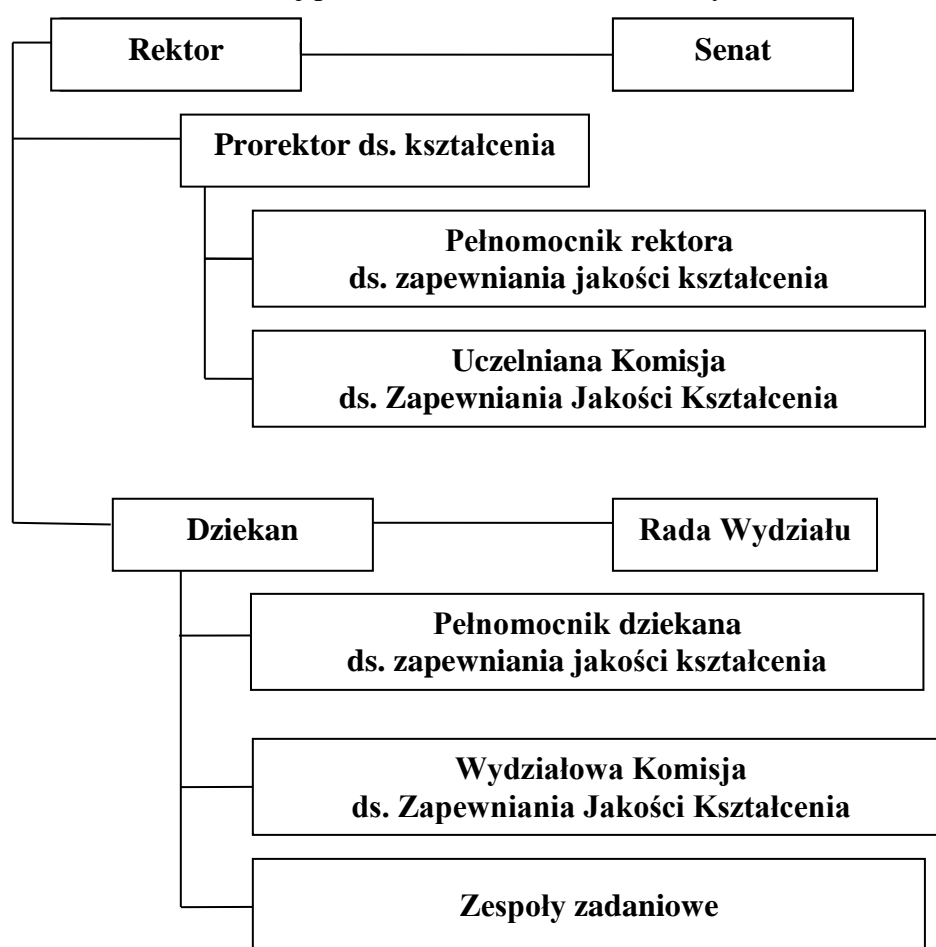 Rektor
Senat
Prorektor ds. kształcenia
Pełnomocnik rektora
ds. zapewniania jakości kształcenia
Uczelniana Komisja
ds. Zapewniania Jakości Kształcenia
Dziekan
Rada Wydziału
Pełnomocnik dziekana
ds. zapewniania jakości kształcenia
Wydziałowa Komisja
ds. Zapewniania Jakości Kształcenia
Zespoły zadaniowe